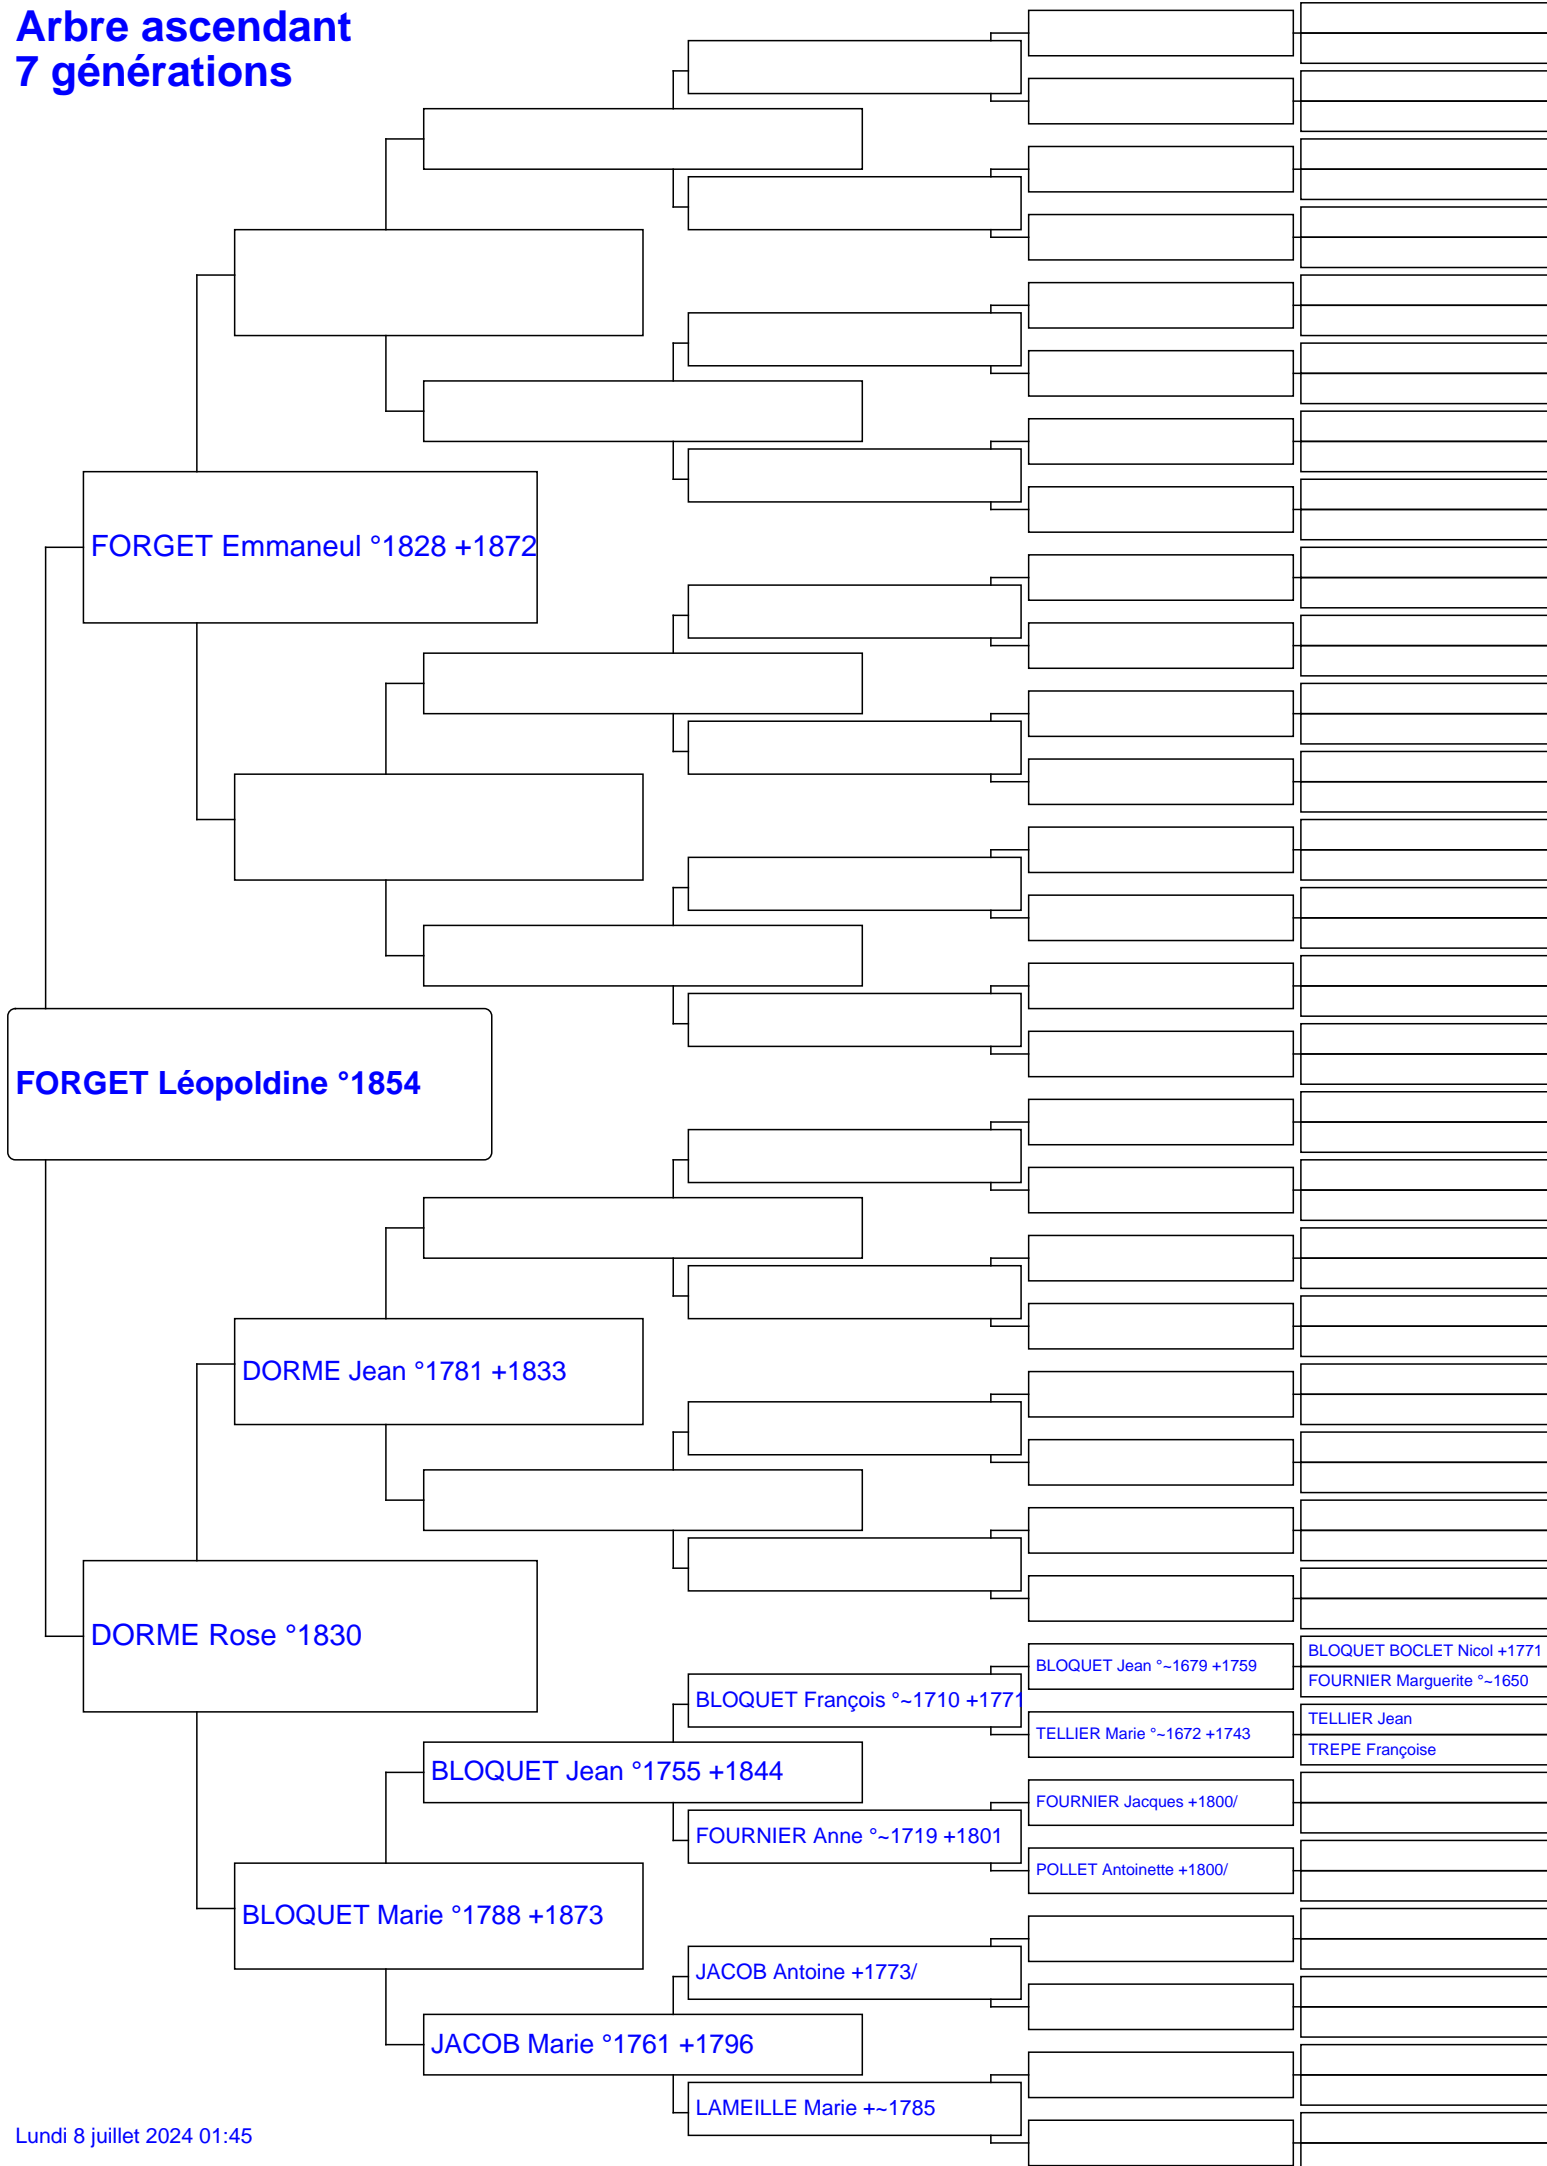 Arbre ascendant
7 générations
FORGET Emmaneul °1828 +1872
FORGET Léopoldine °1854
DORME Jean °1781 +1833
DORME Rose °1830
BLOQUET Jean °~1679 +1759
BLOQUET BOCLET Nicol +1771
FOURNIER Marguerite °~1650
BLOQUET François °~1710 +1771
TELLIER Marie °~1672 +1743
TELLIER Jean
TREPE Françoise
BLOQUET Jean °1755 +1844
FOURNIER Jacques +1800/
FOURNIER Anne °~1719 +1801
POLLET Antoinette +1800/
BLOQUET Marie °1788 +1873
JACOB Antoine +1773/
JACOB Marie °1761 +1796
LAMEILLE Marie +~1785
Lundi 8 juillet 2024 01:45